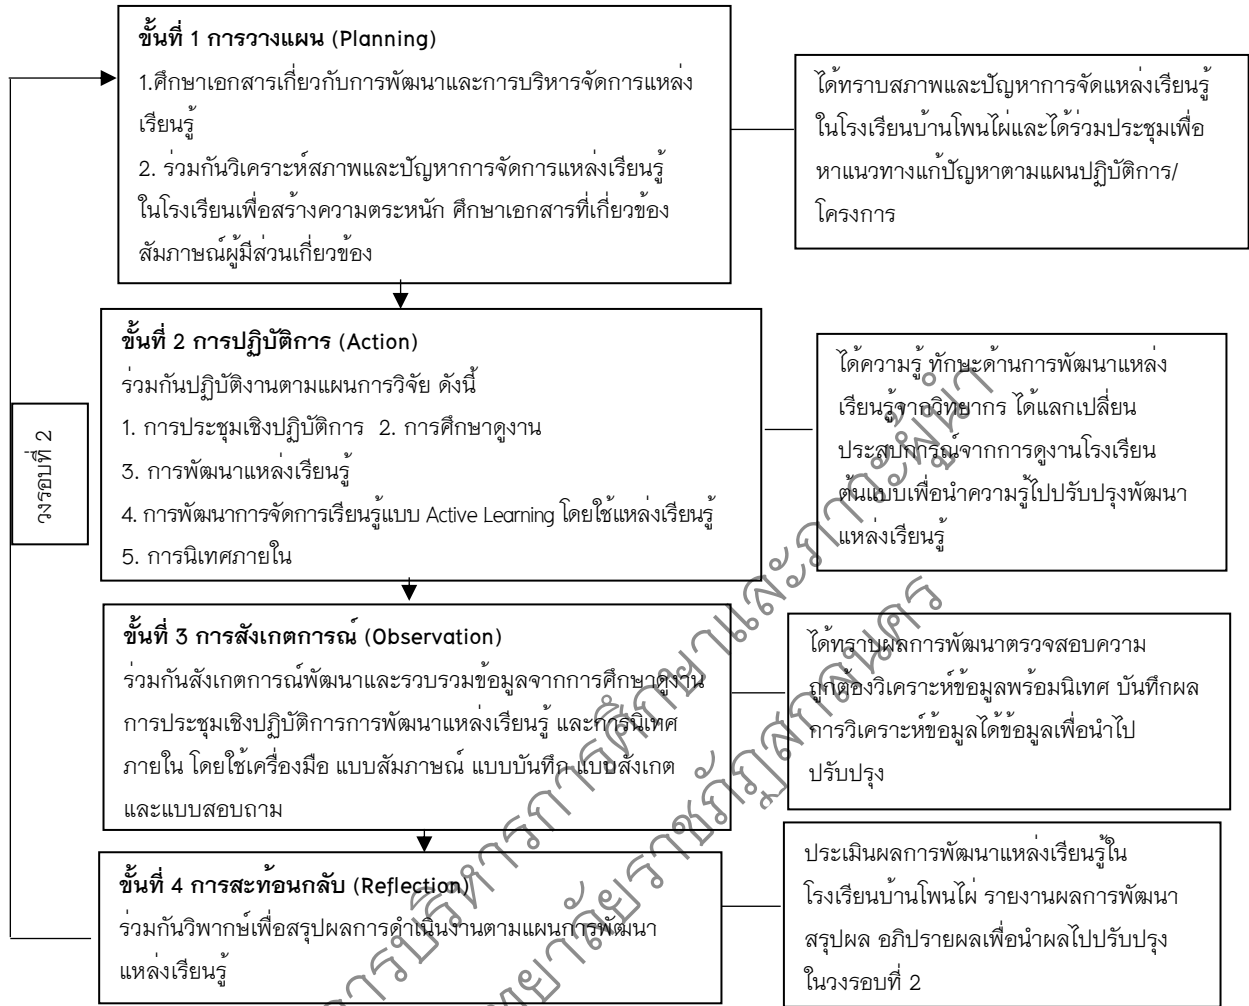 ขั้นที่ 1 การวางแผน (Planning)
1.ศึกษาเอกสารเกี่ยวกับการพัฒนาและการบริหารจัดการแหล่ง
เรียนรู้
2. ร่วมกันวิเคราะห์สภาพและปัญหาการจัดการแหล่งเรียนรู้
ในโรงเรียนเพื่อสร้างความตระหนัก ศึกษาเอกสารที่เกี่ยวข้อง
สัมภาษณ์ผู้มีส่วนเกี่ยวข้อง
ได้ทราบสภาพและปัญหาการจัดแหล่งเรียนรู้
ในโรงเรียนบ้านโพนไผ่และได้ร่วมประชุมเพื่อ
หาแนวทางแก้ปัญหาตามแผนปฏิบัติการ/
โครงการ
วงรอบที่ 2
ขั้นที่ 2 การปฏิบัติการ (Action)
ร่วมกันปฏิบัติงานตามแผนการวิจัย ดังนี้
1. การประชุมเชิงปฏิบัติการ 2. การศึกษาดูงาน
3. การพัฒนาแหล่งเรียนรู้
4. การพัฒนาการจัดการเรียนรู้แบบ Active Learning โดยใช้แหล่งเรียนรู้
5. การนิเทศภายใน
ได้ความรู้ ทักษะด้านการพัฒนาแหล่ง
เรียนรู้จากวิทยากร ได้แลกเปลี่ยน
ประสบการณ์จากการดูงานโรงเรียน
ต้นแบบเพื่อนำความรู้ไปปรับปรุงพัฒนา
แหล่งเรียนรู้
ขั้นที่ 3 การสังเกตการณ์ (Observation)
ร่วมกันสังเกตการณ์พัฒนาและรวบรวมข้อมูลจากการศึกษาดูงาน
การประชุมเชิงปฏิบัติการการพัฒนาแหล่งเรียนรู้ และการนิเทศ
ภายใน โดยใช้เครื่องมือ แบบสัมภาษณ์ แบบบันทึก แบบสังเกต
และแบบสอบถาม
ได้ทราบผลการพัฒนาตรวจสอบความ
ถูกต้องวิเคราะห์ข้อมูลพร้อมนิเทศ บันทึกผล
การวิเคราะห์ข้อมูลได้ข้อมูลเพื่อนำไป
ปรับปรุง
ขั้นที่ 4 การสะท้อนกลับ (Reflection)
ร่วมกันวิพากษ์เพื่อสรุปผลการดำเนินงานตามแผนการพัฒนา
แหล่งเรียนรู้
ประเมินผลการพัฒนาแหล่งเรียนรู้ใน
โรงเรียนบ้านโพนไผ่ รายงานผลการพัฒนา
สรุปผล อภิปรายผลเพื่อนำผลไปปรับปรุง
ในวงรอบที่ 2
การบริหารการศึกษาและภาวะผู้นำ
ราชภัฏสกลนคร